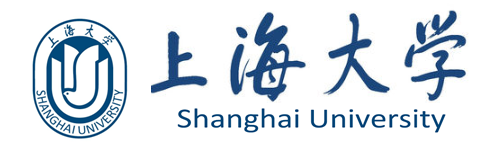 上海大学
SHANGHAI UNIVERSITY
上海大学
Shanghai University